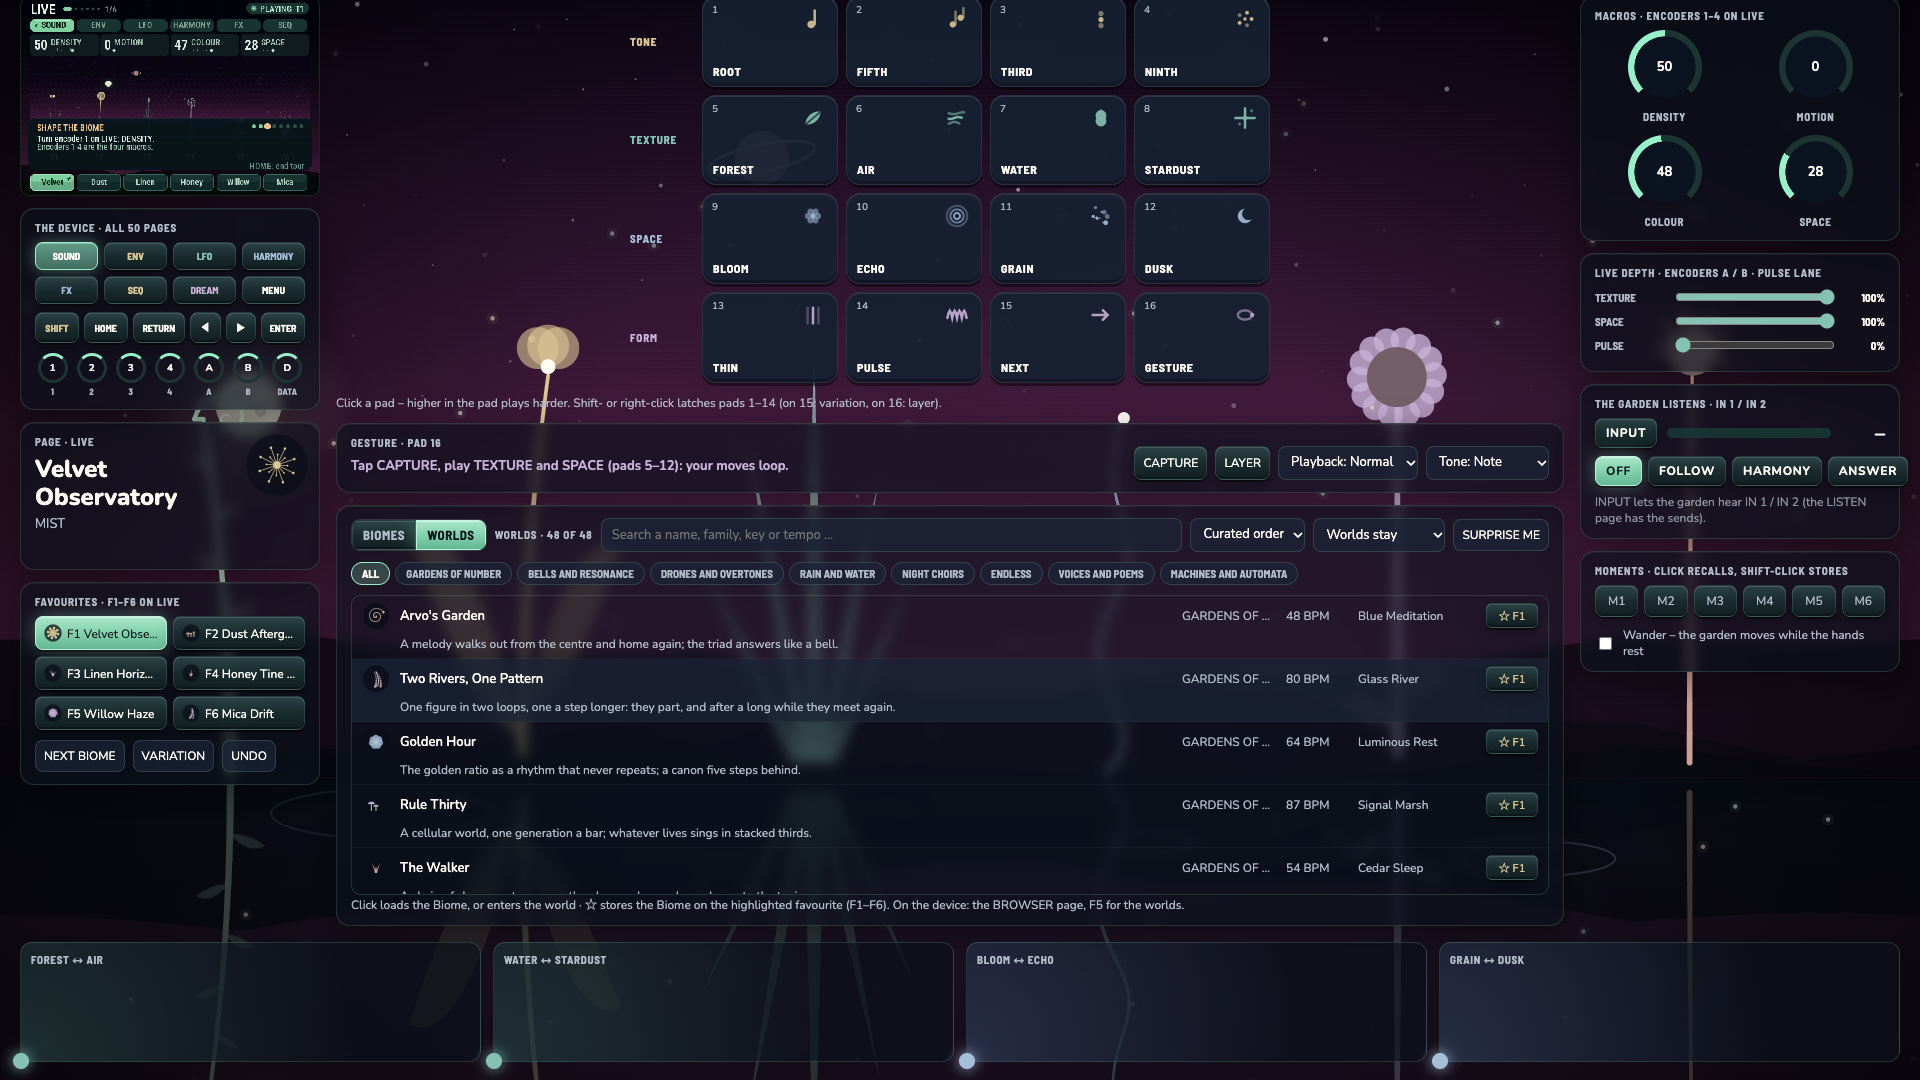 LIVE 1/6 PLAYING T1
SOUND ENV LFO HARMONY FX SEQ
50 DENSITY 0 MOTION 47 COLOUR 28 SPACE
SHAPE THE BIOME
Turn encoder 1 on LIVE: DENSITY.
Encoders 1-4 are the four macros.
HOME: end tour
Velvet Dust Linen Honey Willow Mica
THE DEVICE · ALL 50 PAGES
SOUND ENV LFO HARMONY
FX SEQ DREAM MENU
SHIFT HOME RETURN ◀ ▶ ENTER
1 2 3 4 A B D
1 2 3 4 A B DATA
PAGE · LIVE
Velvet
Observatory
MIST
FAVOURITES · F1–F6 ON LIVE
F1 Velvet Obse... F2 Dust Afterg...
F3 Linen Horiz... F4 Honey Tine ...
F5 Willow Haze F6 Mica Drift
NEXT BIOME VARIATION UNDO
TONE
1 ROOT
2 FIFTH
3 THIRD
4 NINTH
TEXTURE
5 FOREST
6 AIR
7 WATER
8 STARDUST
SPACE
9 BLOOM
10 ECHO
11 GRAIN
12 DUSK
FORM
13 THIN
14 PULSE
15 NEXT
16 GESTURE
Click a pad – higher in the pad plays harder. Shift- or right-click latches pads 1–14 (on 15: variation, on 16: layer).
GESTURE · PAD 16
Tap CAPTURE, play TEXTURE and SPACE (pads 5–12): your moves loop.
CAPTURE LAYER Playback: Normal Tone: Note
BIOMES WORLDS WORLDS · 48 OF 48 Search a name, family, key or tempo ... Curated order Worlds stay SURPRISE ME
ALL GARDENS OF NUMBER BELLS AND RESONANCE DRONES AND OVERTONES RAIN AND WATER NIGHT CHOIRS ENDLESS VOICES AND POEMS MACHINES AND AUTOMATA
Arvo's Garden GARDENS OF ... 48 BPM Blue Meditation ☆ F1
A melody walks out from the centre and home again; the triad answers like a bell.
Two Rivers, One Pattern GARDENS OF ... 80 BPM Glass River ☆ F1
One figure in two loops, one a step longer: they part, and after a long while they meet again.
Golden Hour GARDENS OF ... 64 BPM Luminous Rest ☆ F1
The golden ratio as a rhythm that never repeats; a canon five steps behind.
Rule Thirty GARDENS OF ... 87 BPM Signal Marsh ☆ F1
A cellular world, one generation a bar; whatever lives sings in stacked thirds.
The Walker GARDENS OF ... 54 BPM Cedar Sleep ☆ F1
Click loads the Biome, or enters the world · ☆ stores the Biome on the highlighted favourite (F1–F6). On the device: the BROWSER page, F5 for the worlds.
MACROS · ENCODERS 1–4 ON LIVE
50 0
DENSITY MOTION
48 28
COLOUR SPACE
LIVE DEPTH · ENCODERS A / B · PULSE LANE
TEXTURE 100%
SPACE 100%
PULSE 0%
THE GARDEN LISTENS · IN 1 / IN 2
INPUT –
OFF FOLLOW HARMONY ANSWER
INPUT lets the garden hear IN 1 / IN 2 (the LISTEN
page has the sends).
MOMENTS · CLICK RECALLS, SHIFT-CLICK STORES
M1 M2 M3 M4 M5 M6
Wander – the garden moves while the hands
rest
FOREST ↔ AIR
WATER ↔ STARDUST
BLOOM ↔ ECHO
GRAIN ↔ DUSK